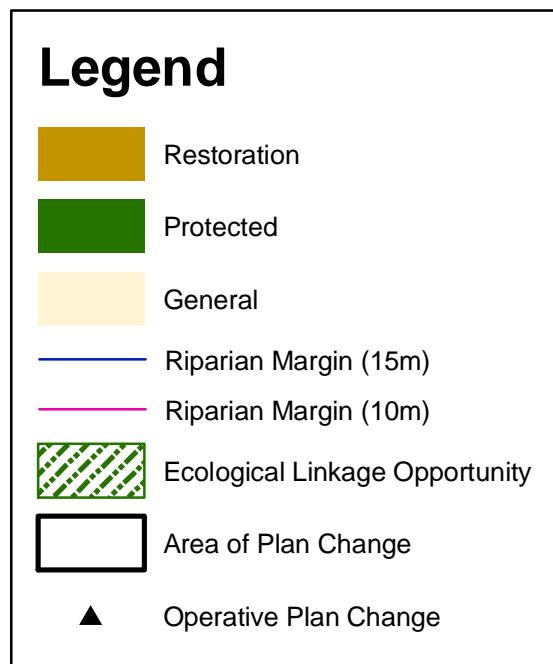 Legend
Restoration
Protected
General
Riparian Margin (15m)
Riparian Margin (10m)
Ecological Linkage Opportunity
Area of Plan Change
Operative Plan Change